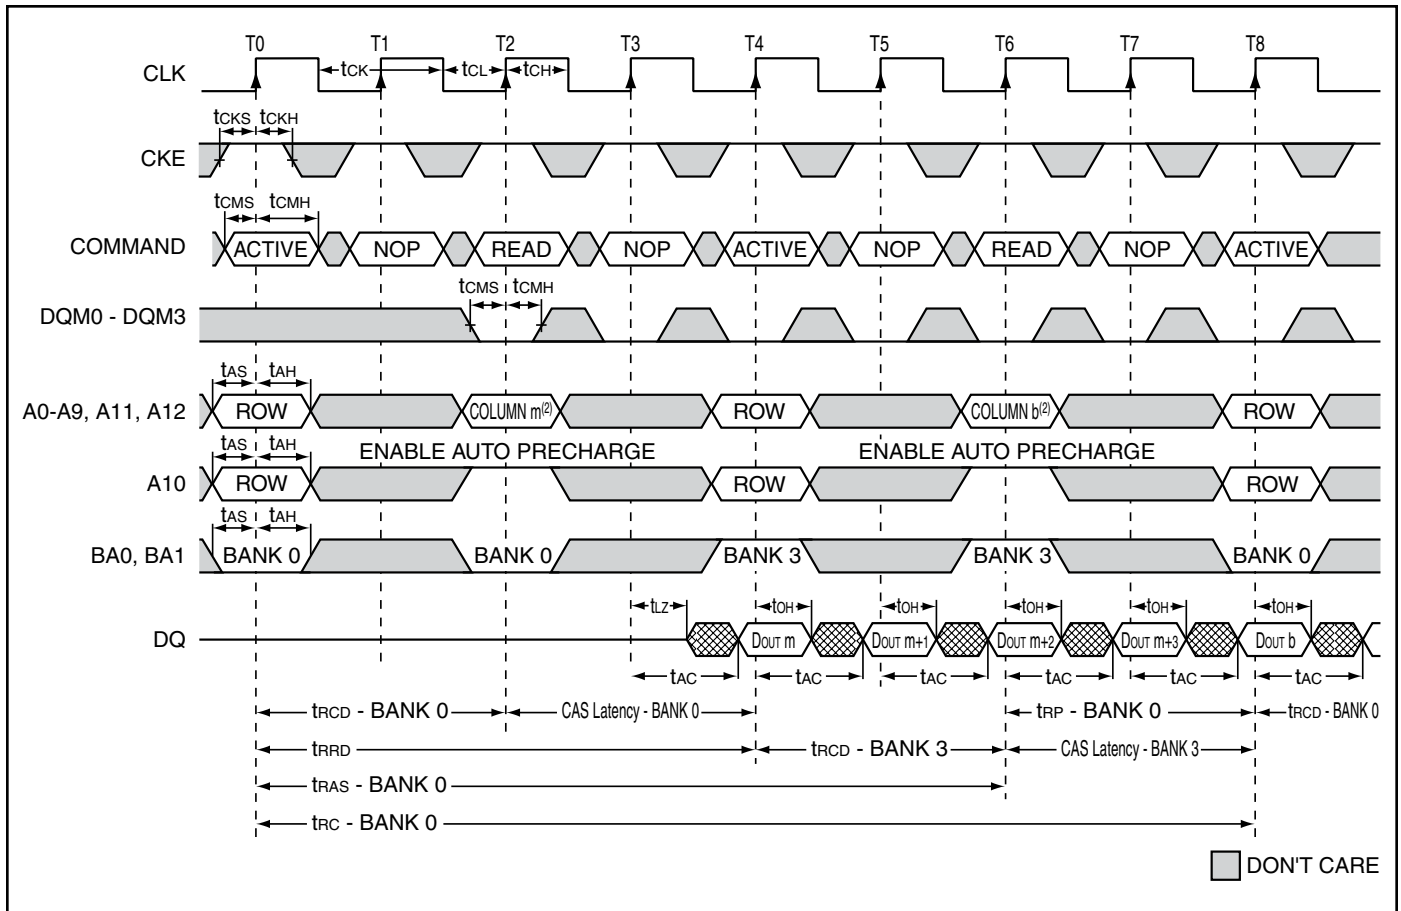 T0 T1 T2 T3 T4 T5 T6 T7 T8
CLK tCK tCL tCH
tCKS tCKH
CKE
tCMS tCMH
COMMAND ACTIVE NOP READ NOP ACTIVE NOP READ NOP ACTIVE
tCMS tCMH
DQM0 - DQM3
tAS tAH
A0-A9, A11, A12 ROW COLUMN m(2) ROW COLUMN b(2) ROW
tAS tAH ENABLE AUTO PRECHARGE ENABLE AUTO PRECHARGE
A10 ROW ROW ROW
tAS tAH
BA0, BA1 BANK 0 BANK 0 BANK 3 BANK 3 BANK 0
tLZ tOH tOH tOH tOH tOH
DQ DOUT m DOUT m+1 DOUT m+2 DOUT m+3 DOUT b
tAC tAC tAC tAC tAC tAC
tRCD - BANK 0 CAS Latency - BANK 0 tRP - BANK 0 tRCD - BANK 0
tRRD tRCD - BANK 3 CAS Latency - BANK 3
tRAS - BANK 0
tRC - BANK 0
DON'T CARE